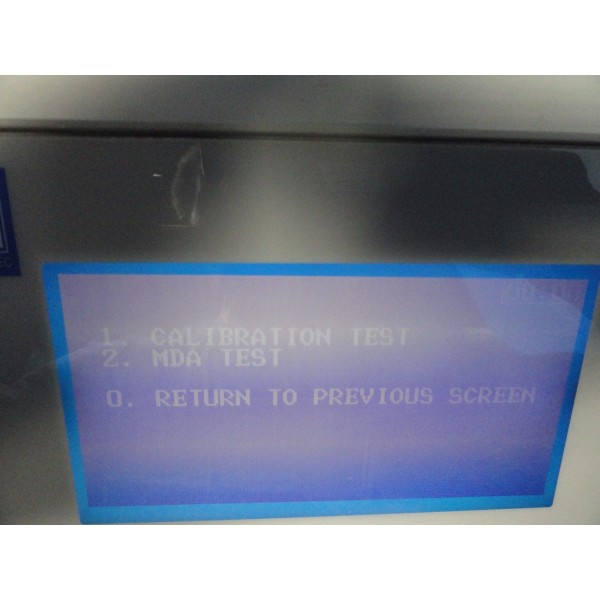 1. CALIBRATION TEST
2. MDA TEST
0. RETURN TO PREVIOUS SCREEN